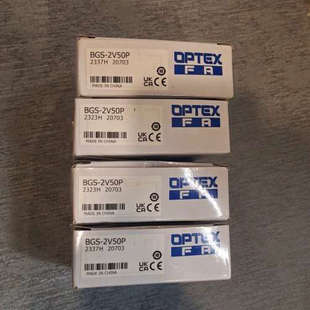 BGS-2V50P
2337H 20703
MADE IN CHINA
UK
CA
CE
OPTEX
FA
BGS-2V50P
2323H 20703
MADE IN CHINA
UK
CA
CE
OPTEX
FA
BGS-2V50P
2323H 20703
MADE IN CHINA
UK
CA
CE
OPTEX
FA
BGS-2V50P
2337H 20703
MADE IN CHINA
UK
CA
CE
OPTEX
FA